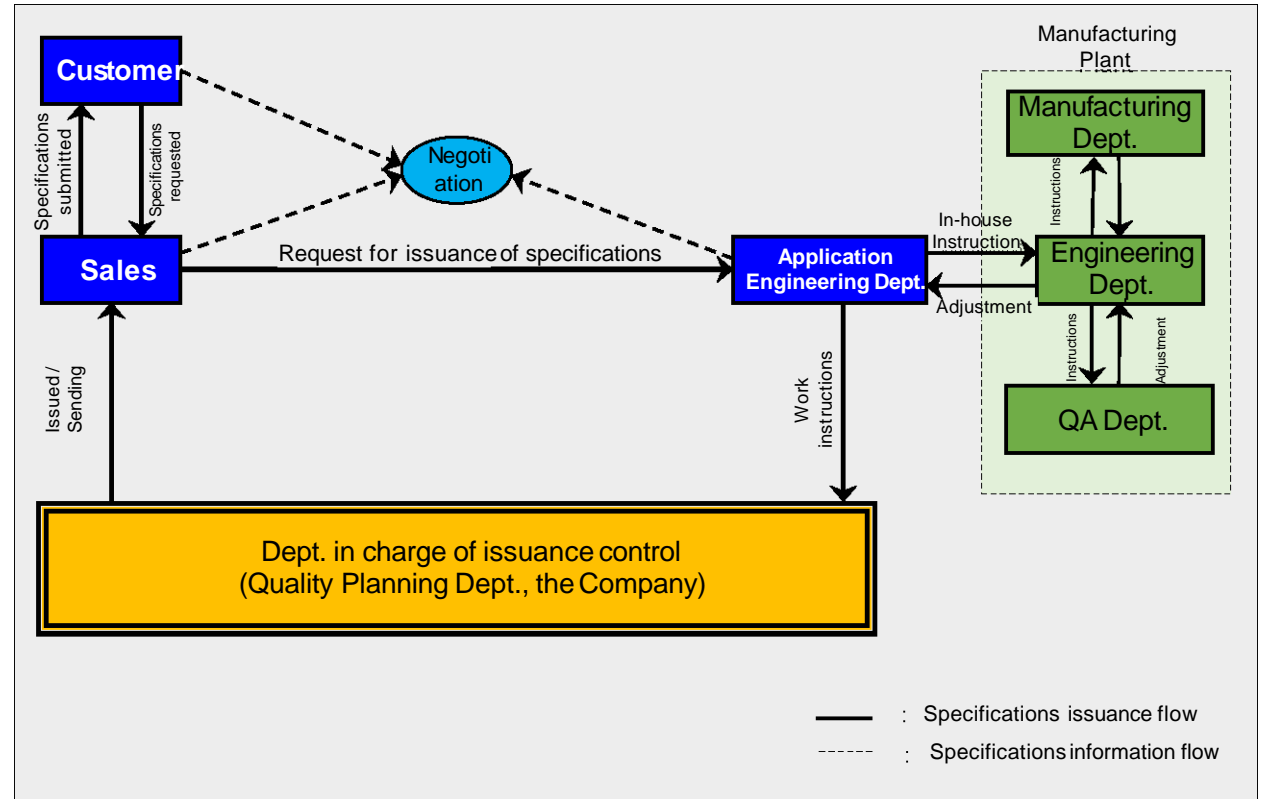 Manufacturing
Plant
Customer
Manufacturing
Dept.
Specifications
submitted
Specifications
requested
Negoti
ation
Instructions
In-house
Instruction
Sales
Request for issuance of specifications
Application
Engineering Dept.
Engineering
Dept.
Adjustment
Issued /
Sending
Work
instructions
Instructions
Adjustment
QA Dept.
Dept. in charge of issuance control
(Quality Planning Dept., the Company)
: Specifications issuance flow
: Specifications information flow